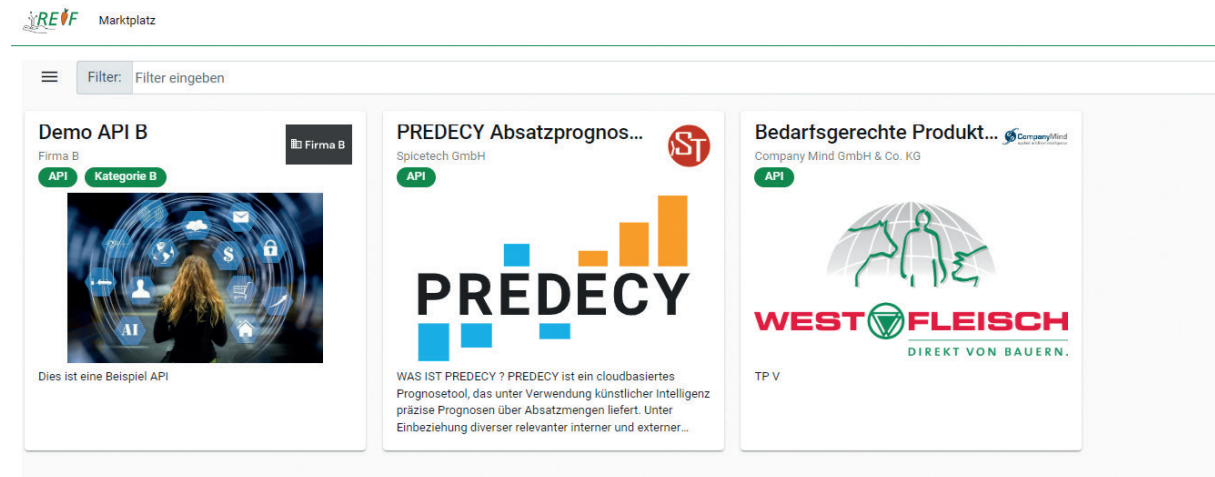 REIF Marktplatz
Filter: Filter eingeben
Demo API B
Firma B
Firma B
API Kategorie B
$
AI
Dies ist eine Beispiel API
PREDECY Absatzprognos...
ST
Spicetech GmbH
API
PREDECY
WAS IST PREDECY ? PREDECY ist ein cloudbasiertes
Prognosetool, das unter Verwendung künstlicher Intelligenz
präzise Prognosen über Absatzmengen liefert. Unter
Einbeziehung diverser relevanter interner und externer...
Bedarfsgerechte Produkt...
CompanyMind
Company Mind GmbH & Co. KG
API
WESTFLEISCH
DIREKT VON BAUERN.
TP V